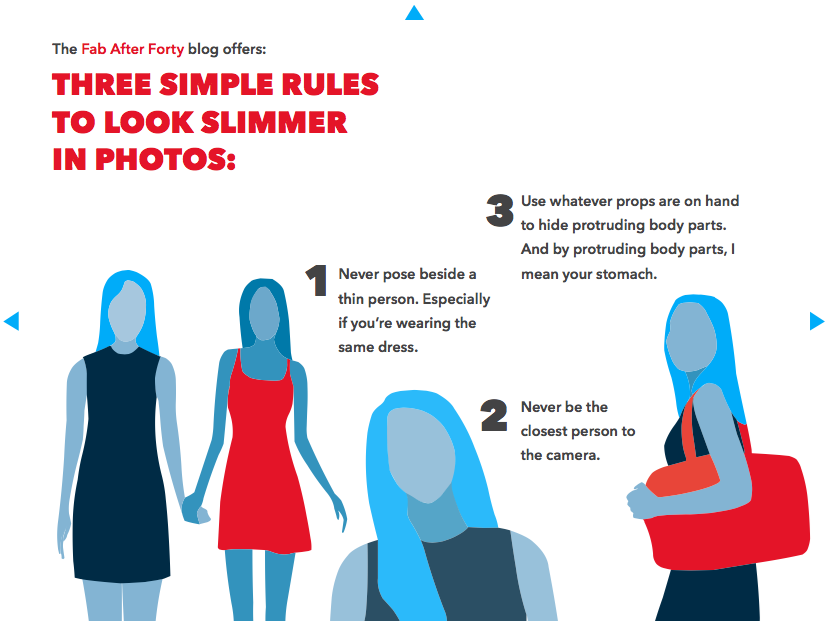 The Fab After Forty blog offers:
THREE SIMPLE RULES
TO LOOK SLIMMER
IN PHOTOS:
1
Never pose beside a
thin person. Especially
if you're wearing the
same dress.
2
Never be the
closest person to
the camera.
3
Use whatever props are on hand
to hide protruding body parts.
And by protruding body parts, I
mean your stomach.